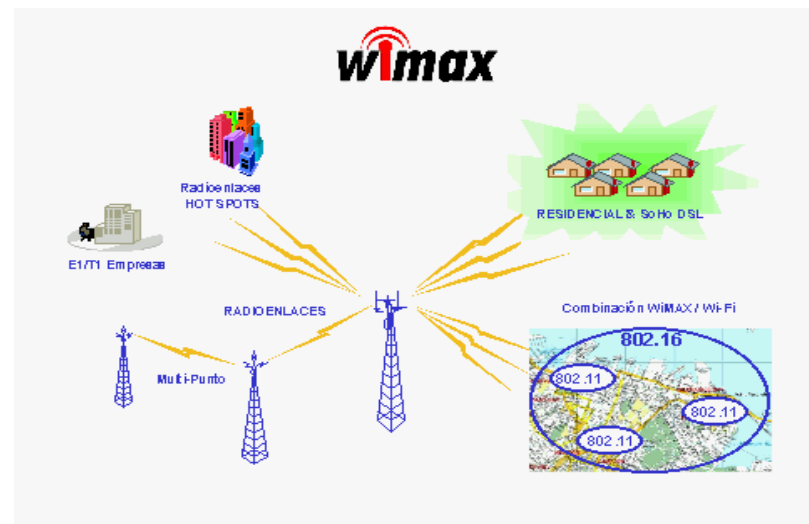 wimax
Radioenlaces
HOT SPOTS
RESIDENCIAL & SoHo DSL
E1/T1 Empresas
RADIOENLACES
Multi-Punto
Combinación WiMAX / Wi-Fi
802.16
802.11
802.11
802.11